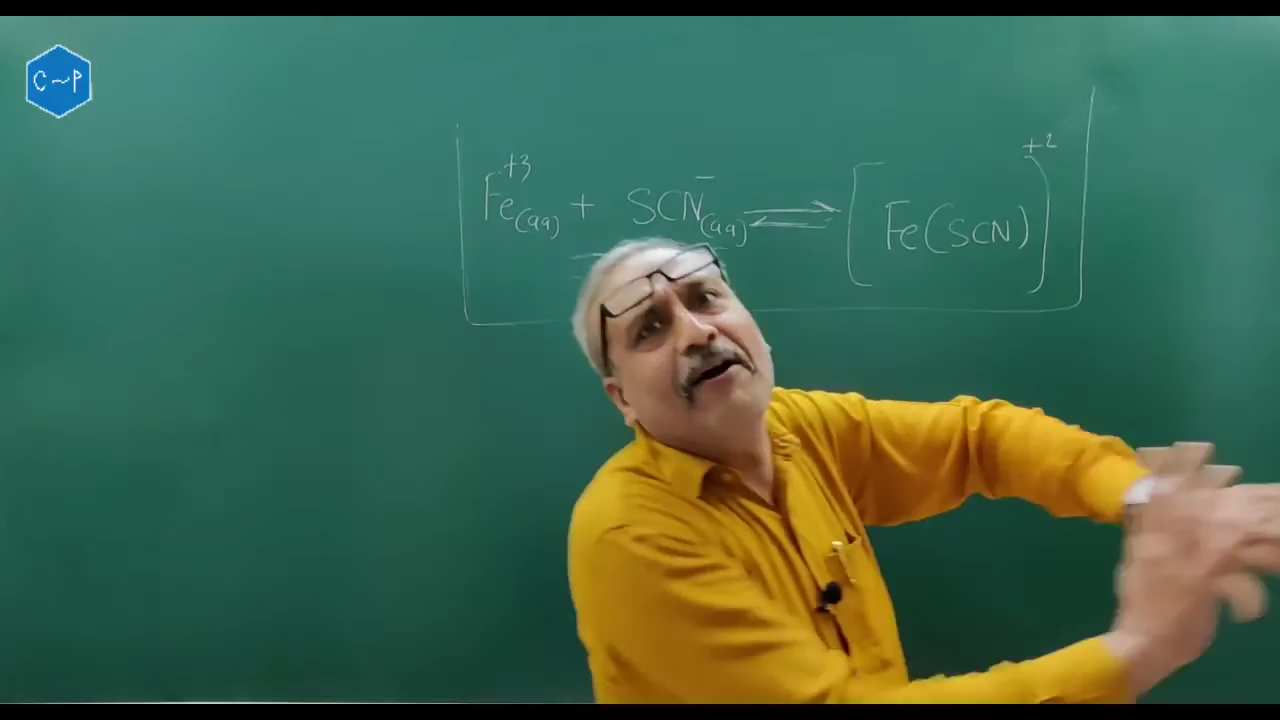 C~P
Fe⁺³(aq) + SCN⁻(aq) ⇌ [Fe(SCN)]⁺²